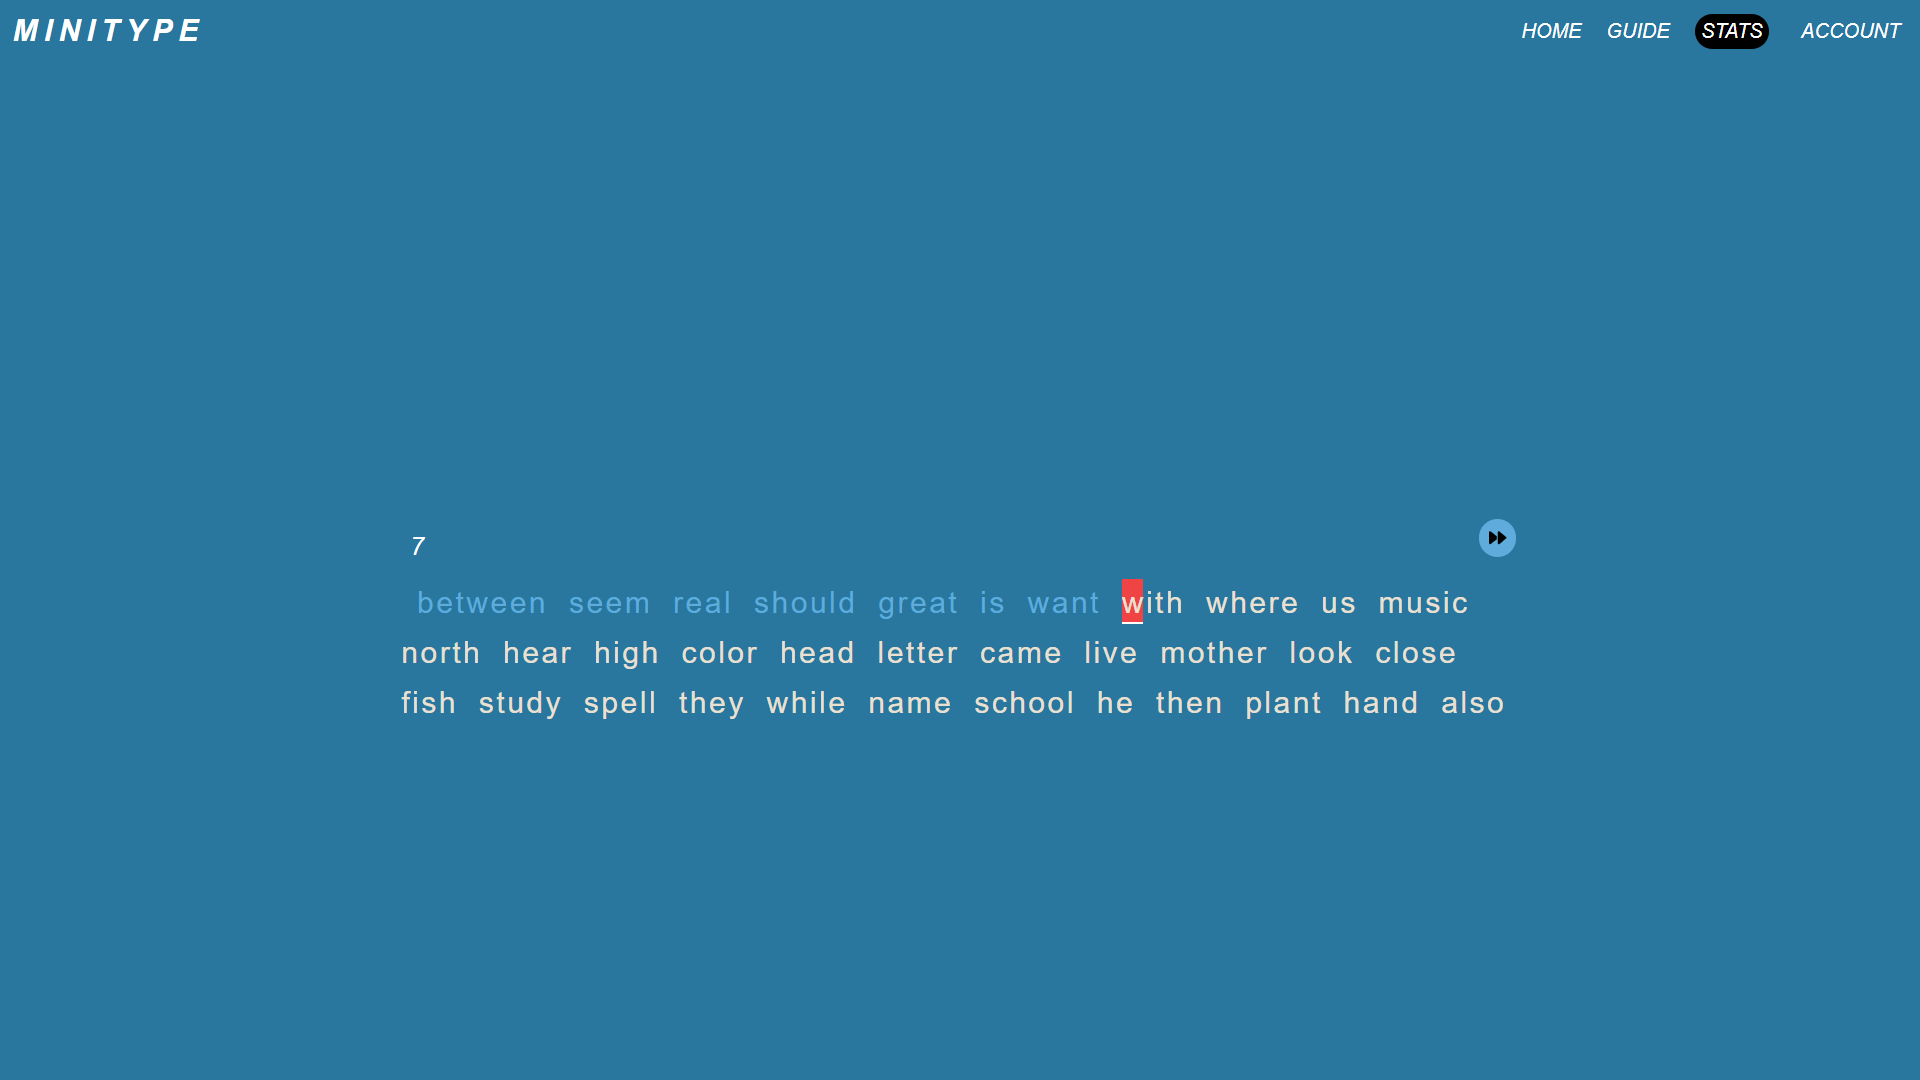 MINITYPE
HOME GUIDE STATS ACCOUNT
7
between seem real should great is want with where us music
north hear high color head letter came live mother look close
fish study spell they while name school he then plant hand also